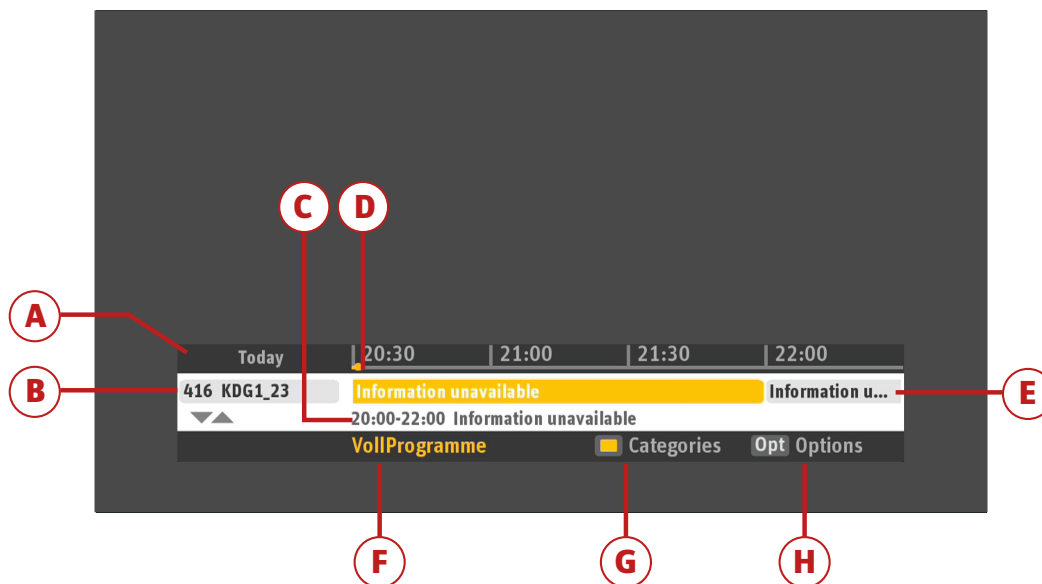 C D
A
Today 20:30 21:00 21:30 22:00
B 416 KDG1_23 Information unavailable Information u... E
20:00-22:00 Information unavailable
VollProgramme Categories Opt Options
F G H